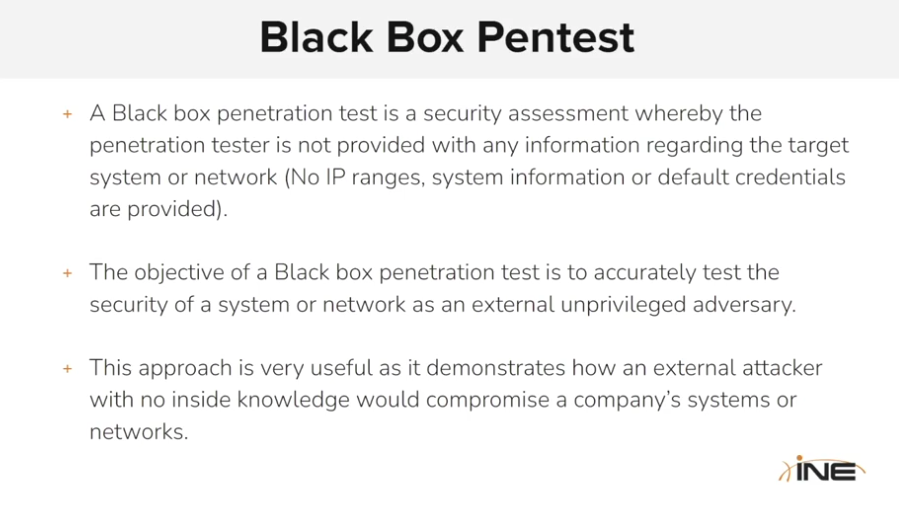 Black Box Pentest
+ A Black box penetration test is a security assessment whereby the
penetration tester is not provided with any information regarding the target
system or network (No IP ranges, system information or default credentials
are provided).
+ The objective of a Black box penetration test is to accurately test the
security of a system or network as an external unprivileged adversary.
+ This approach is very useful as it demonstrates how an external attacker
with no inside knowledge would compromise a company's systems or
networks.
iNE